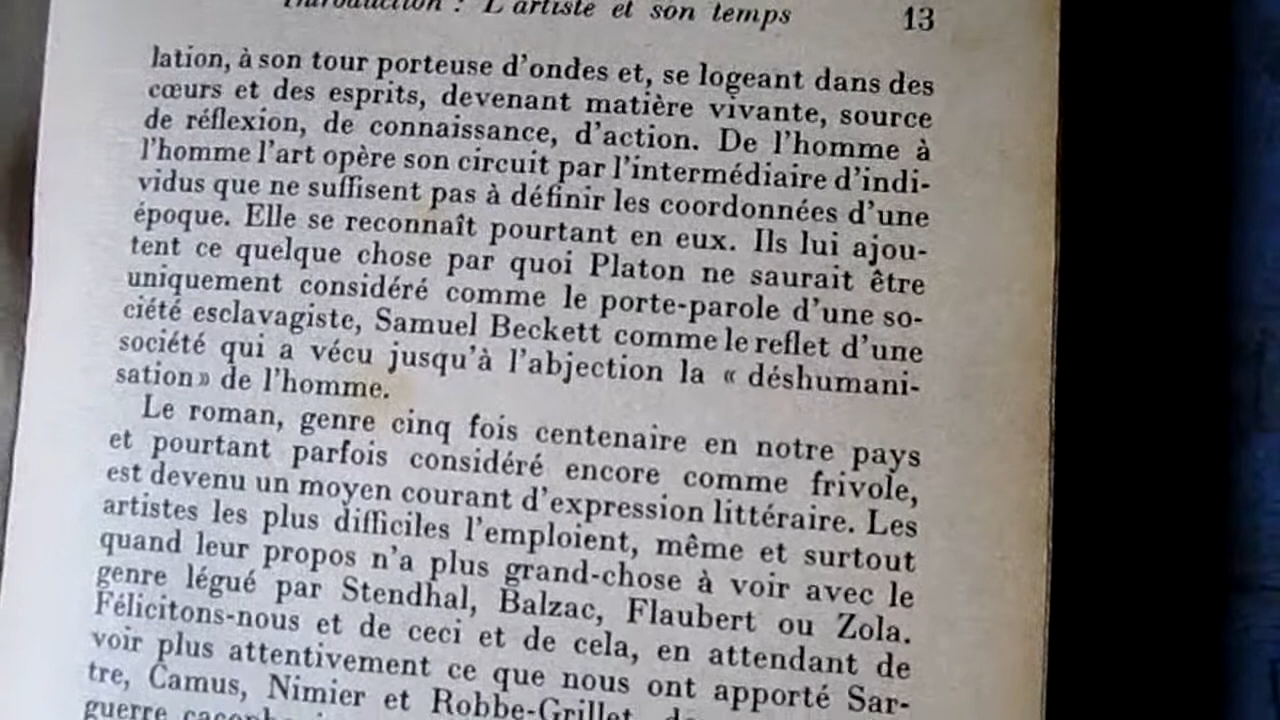 Introduction : L'artiste et son temps 13
lation, à son tour porteuse d'ondes et, se logeant dans des
cœurs et des esprits, devenant matière vivante, source
de réflexion, de connaissance, d'action. De l'homme à
l'homme l'art opère son circuit par l'intermédiaire d'indi-
vidus que ne suffisent pas à définir les coordonnées d'une
époque. Elle se reconnaît pourtant en eux. Ils lui ajou-
tent ce quelque chose par quoi Platon ne saurait être
uniquement considéré comme le porte-parole d'une so-
ciété esclavagiste, Samuel Beckett comme le reflet d'une
société qui a vécu jusqu'à l'abjection la « déshumani-
sation » de l'homme.
Le roman, genre cinq fois centenaire en notre pays
et pourtant parfois considéré encore comme frivole,
est devenu un moyen courant d'expression littéraire. Les
artistes les plus difficiles l'emploient, même et surtout
quand leur propos n'a plus grand-chose à voir avec le
genre légué par Stendhal, Balzac, Flaubert ou Zola.
Félicitons-nous et de ceci et de cela, en attendant de
voir plus attentivement ce que nous ont apporté Sar-
tre, Camus, Nimier et Robbe-Grillet
guerre